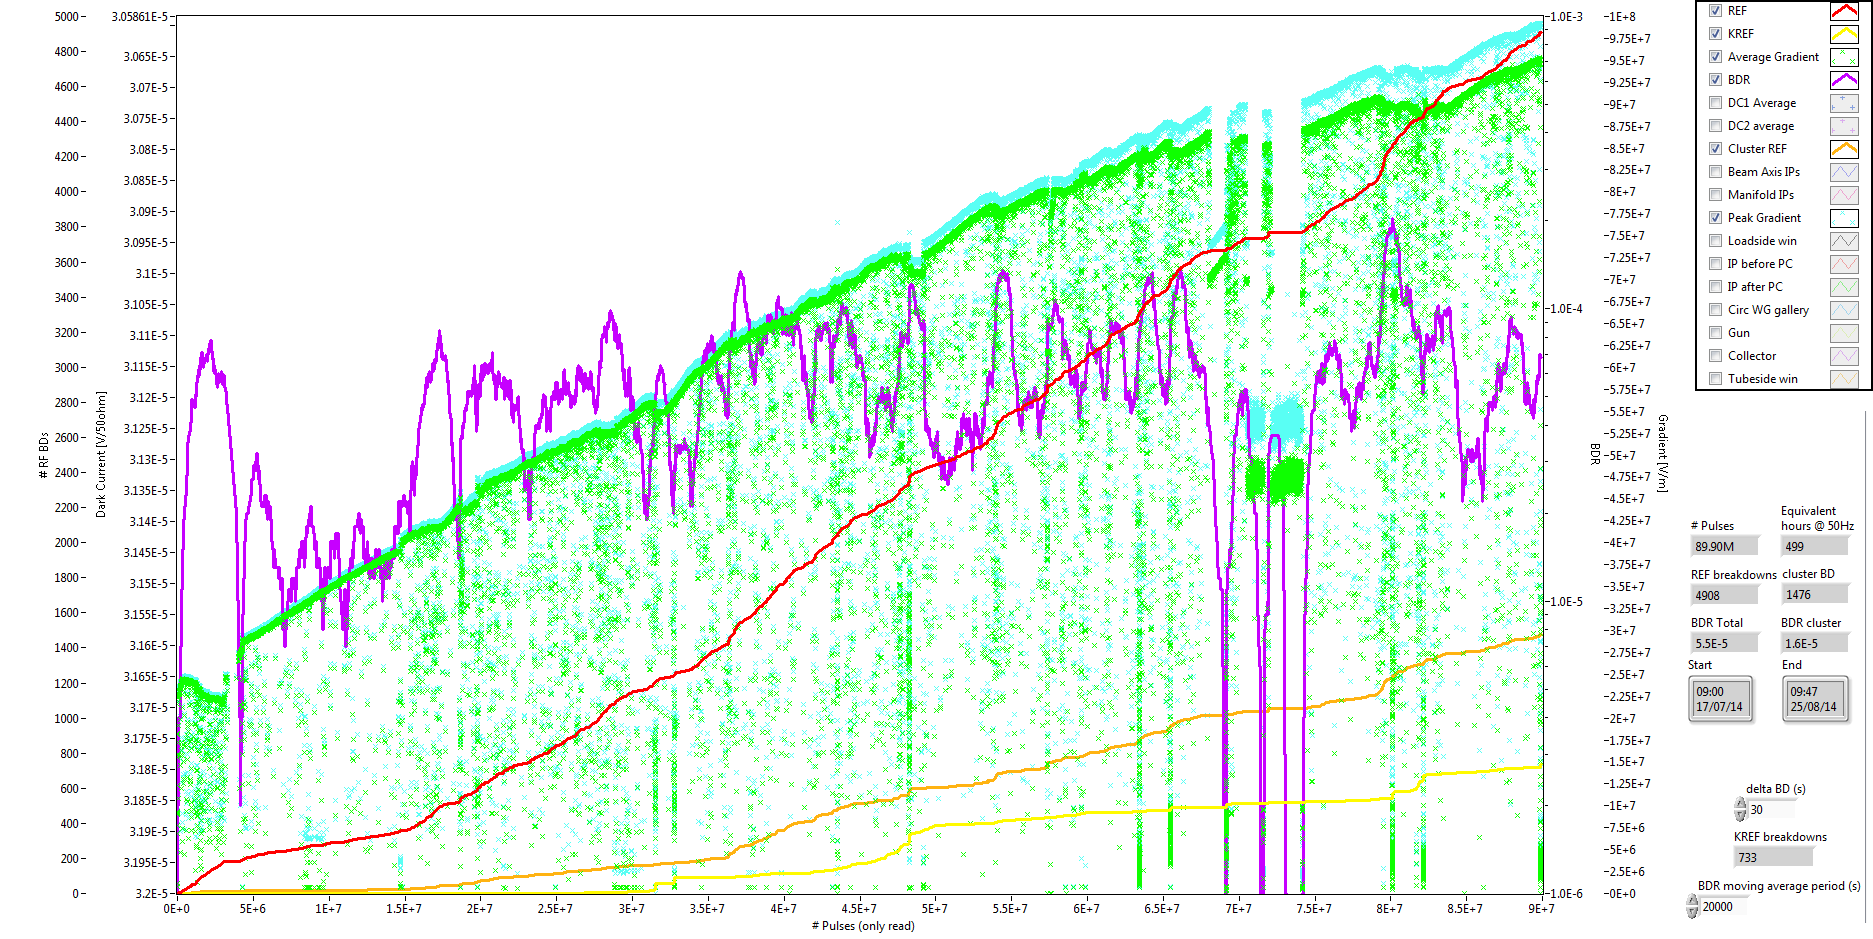 5000
4800
4600
4400
4200
4000
3800
3600
3400
3200
3000
2800
2600
2400
2200
2000
1800
1600
1400
1200
1000
800
600
400
200
0
# RF BDs
3.05861E-5
3.065E-5
3.07E-5
3.075E-5
3.08E-5
3.085E-5
3.09E-5
3.095E-5
3.1E-5
3.105E-5
3.11E-5
3.115E-5
3.12E-5
3.125E-5
3.13E-5
3.135E-5
3.14E-5
3.145E-5
3.15E-5
3.155E-5
3.16E-5
3.165E-5
3.17E-5
3.175E-5
3.18E-5
3.185E-5
3.19E-5
3.195E-5
3.2E-5
Dark Current [V/50ohm]
0E+0
5E+6
1E+7
1.5E+7
2E+7
2.5E+7
3E+7
3.5E+7
4E+7
4.5E+7
5E+7
5.5E+7
6E+7
6.5E+7
7E+7
7.5E+7
8E+7
8.5E+7
9E+7
# Pulses (only read)
1.0E-3
1.0E-4
1.0E-5
1.0E-6
BDR
1E+8
9.75E+7
9.5E+7
9.25E+7
9E+7
8.75E+7
8.5E+7
8.25E+7
8E+7
7.75E+7
7.5E+7
7.25E+7
7E+7
6.75E+7
6.5E+7
6.25E+7
6E+7
5.75E+7
5.5E+7
5.25E+7
5E+7
4.75E+7
4.5E+7
4.25E+7
4E+7
3.75E+7
3.5E+7
3.25E+7
3E+7
2.75E+7
2.5E+7
2.25E+7
2E+7
1.75E+7
1.5E+7
1.25E+7
1E+7
7.5E+6
5E+6
2.5E+6
0E+0
Gradient [V/m]
REF
KREF
Average Gradient
BDR
DC1 Average
DC2 average
Cluster REF
Beam Axis IPs
Manifold IPs
Peak Gradient
Loadside win
IP before PC
IP after PC
Circ WG gallery
Gun
Collector
Tubeside win
# Pulses
89.90M
Equivalent
hours @ 50Hz
499
REF breakdowns
4908
cluster BD
1476
BDR Total
5.5E-5
BDR cluster
1.6E-5
Start
09:00
17/07/14
End
09:47
25/08/14
delta BD (s)
30
KREF breakdowns
733
BDR moving average period (s)
20000